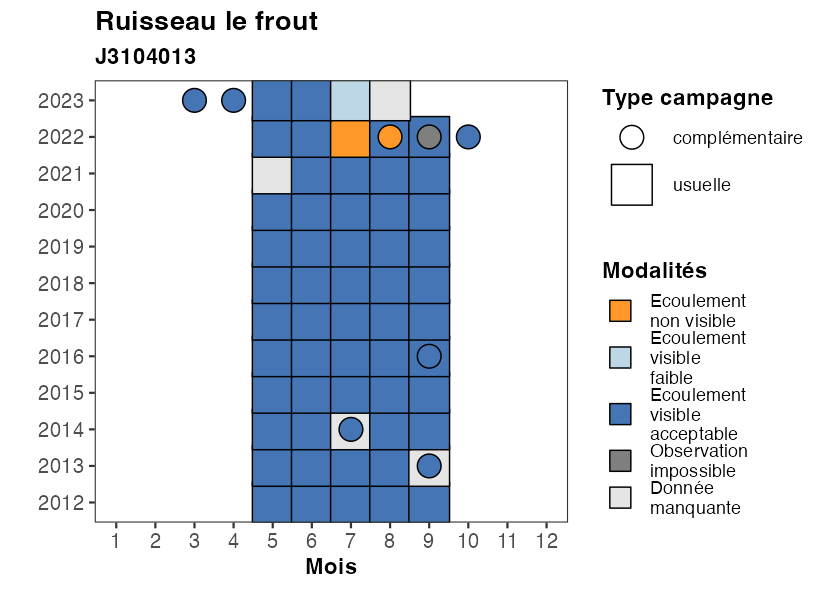 Ruisseau le frout
J3104013
2023
2022
2021
2020
2019
2018
2017
2016
2015
2014
2013
2012
1 2 3 4 5 6 7 8 9 10 11 12
Mois
Type campagne
complémentaire
usuelle
Modalités
Ecoulement
non visible
Ecoulement
visible
faible
Ecoulement
visible
acceptable
Observation
impossible
Donnée
manquante